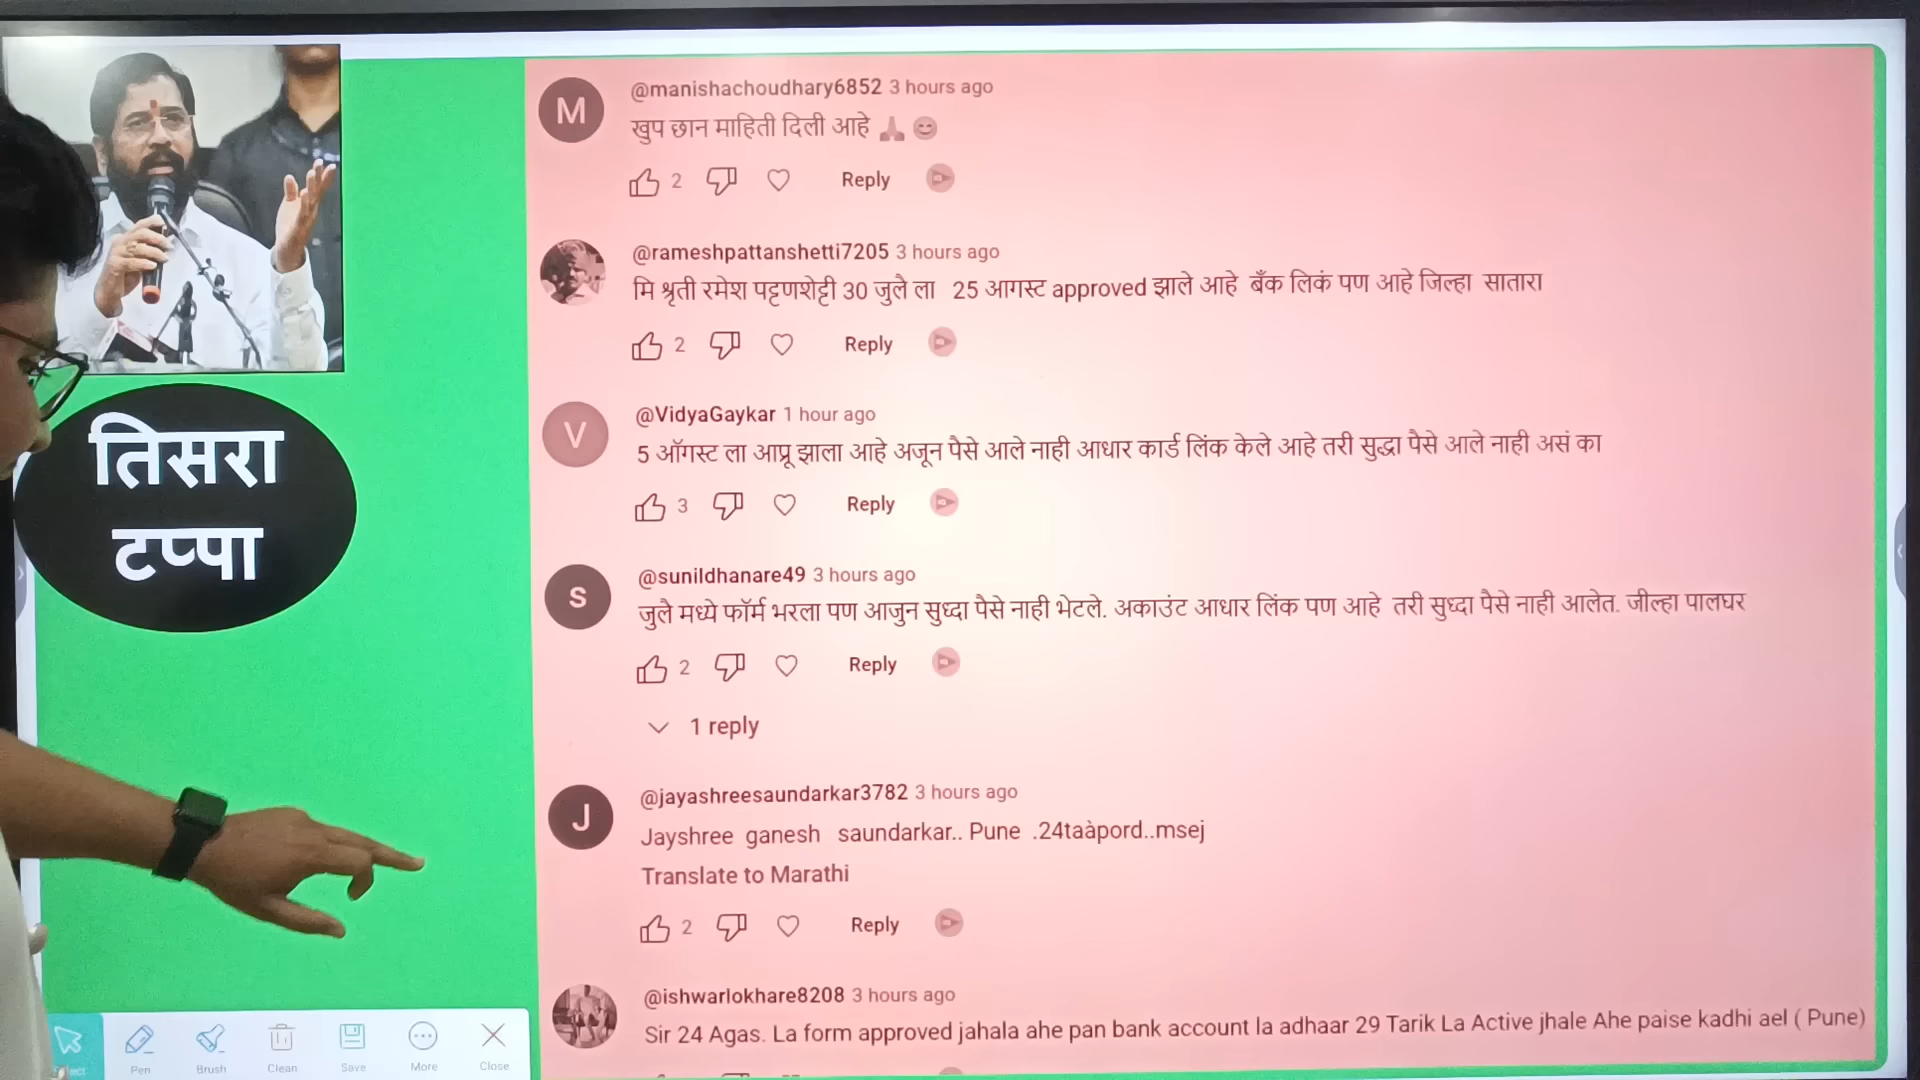 तिसरा
टप्पा
M
@manishachoudhary6852 3 hours ago
खुप छान माहिती दिली आहे 🙏 😊
2 Reply
@rameshpattanshetti7205 3 hours ago
मि श्रृती रमेश पट्टणशेट्टी 30 जुलै ला 25 आगस्ट approved झाले आहे बँक लिकं पण आहे जिल्हा सातारा
2 Reply
V
@VidyaGaykar 1 hour ago
5 ऑगस्ट ला आप्रू झाला आहे अजून पैसे आले नाही आधार कार्ड लिंक केले आहे तरी सुद्धा पैसे आले नाही असं का
3 Reply
S
@sunildhanare49 3 hours ago
जुलै मध्ये फॉर्म भरला पण आजुन सुध्दा पैसे नाही भेटले. अकाउंट आधार लिंक पण आहे तरी सुध्दा पैसे नाही आलेत. जील्हा पालघर
2 Reply
1 reply
J
@jayashreesaundarkar3782 3 hours ago
Jayshree ganesh saundarkar.. Pune .24taàpord..msej
Translate to Marathi
2 Reply
@ishwarlokhare8208 3 hours ago
Sir 24 Agas. La form approved jahala ahe pan bank account la adhaar 29 Tarik La Active jhale Ahe paise kadhi ael ( Pune)
Pen Brush Clean Save More Close